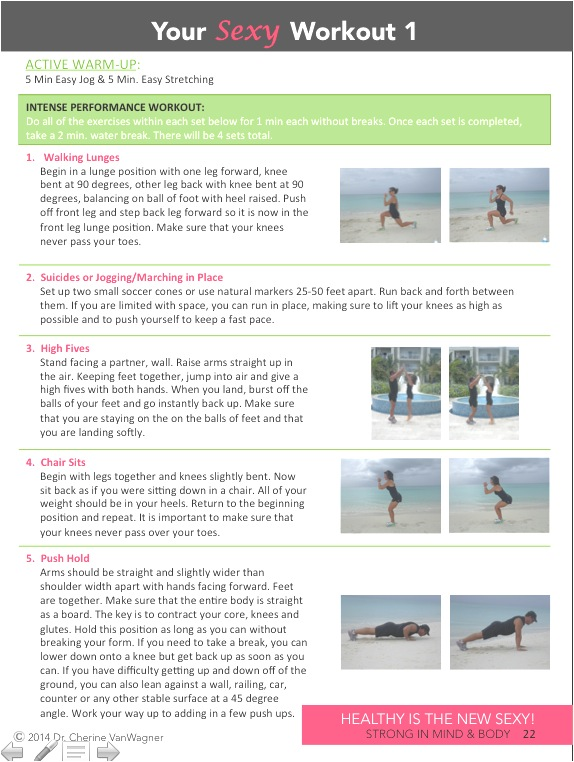 Your Sexy Workout 1
ACTIVE WARM-UP:
5 Min Easy Jog & 5 Min. Easy Stretching
INTENSE PERFORMANCE WORKOUT:
Do all of the exercises within each set below for 1 min each without breaks. Once each set is completed,
take a 2 min. water break. There will be 4 sets total.
1. Walking Lunges
Begin in a lunge position with one leg forward, knee
bent at 90 degrees, other leg back with knee bent at 90
degrees, balancing on ball of foot with heel raised. Push
off front leg and step back leg forward so it is now in the
front leg lunge position. Make sure that your knees
never pass your toes.
2. Suicides or Jogging/Marching in Place
Set up two small soccer cones or use natural markers 25-50 feet apart. Run back and forth between
them. If you are limited with space, you can run in place, making sure to lift your knees as high as
possible and to push yourself to keep a fast pace.
3. High Fives
Stand facing a partner, wall. Raise arms straight up in
the air. Keeping feet together, jump into air and give a
high fives with both hands. When you land, burst off the
balls of your feet and go instantly back up. Make sure
that you are staying on the on the balls of feet and that
you are landing softly.
4. Chair Sits
Begin with legs together and knees slightly bent. Now
sit back as if you were sitting down in a chair. All of your
weight should be in your heels. Return to the beginning
position and repeat. It is important to make sure that
your knees never pass over your toes.
5. Push Hold
Arms should be straight and slightly wider than
shoulder width apart with hands facing forward. Feet
are together. Make sure that the entire body is straight
as a board. The key is to contract your core, knees and
glutes. Hold this position as long as you can without
breaking your form. If you need to take a break, you can
lower down onto a knee but get back up as soon as you
can. If you have difficulty getting up and down off of the
ground, you can also lean against a wall, railing, car,
counter or any other stable surface at a 45 degree
angle. Work your way up to adding in a few push ups.
HEALTHY IS THE NEW SEXY!
STRONG IN MIND & BODY 22
© 2014 Dr. Cherine VanWagner